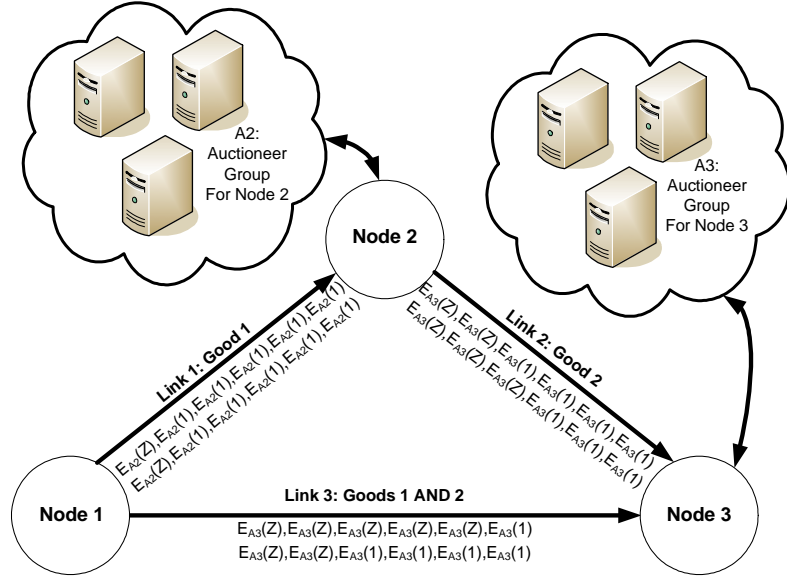 A2:
Auctioneer
Group
For Node 2
A3:
Auctioneer
Group
For Node 3
Node 2
Link 1: Good 1
E_A2(Z),E_A2(1),E_A2(1),E_A2(1),E_A2(1),E_A2(1)
E_A2(Z),E_A2(1),E_A2(1),E_A2(1),E_A2(1),E_A2(1)
Link 2: Good 2
E_A3(Z),E_A3(Z),E_A3(1),E_A3(1),E_A3(1),E_A3(1)
E_A3(Z),E_A3(Z),E_A3(Z),E_A3(1),E_A3(1),E_A3(1)
Node 1
Link 3: Goods 1 AND 2
Node 3
E_A3(Z),E_A3(Z),E_A3(Z),E_A3(Z),E_A3(Z),E_A3(1)
E_A3(Z),E_A3(Z),E_A3(1),E_A3(1),E_A3(1),E_A3(1)